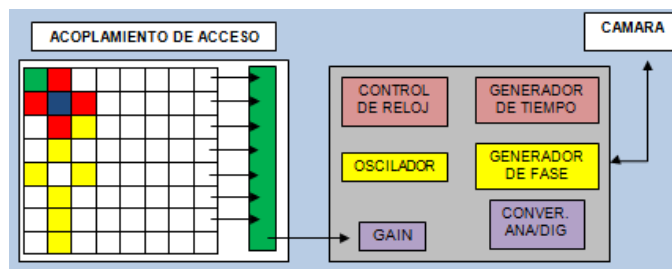 ACOPLAMIENTO DE ACCESO
CAMARA
CONTROL
DE RELOJ
GENERADOR
DE TIEMPO
OSCILADOR
GENERADOR
DE FASE
GAIN
CONVER.
ANA/DIG